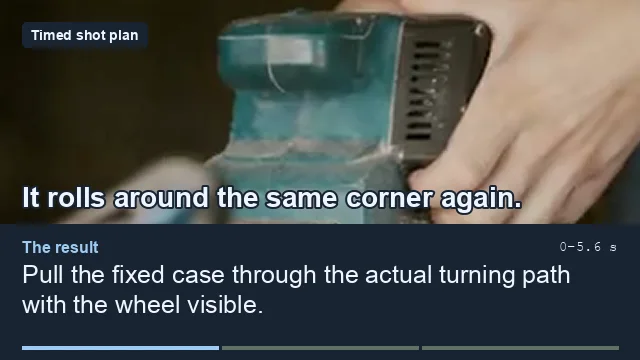 Timed shot plan
It rolls around the same corner again.
The result
0–5.6 s
Pull the fixed case through the actual turning path
with the wheel visible.